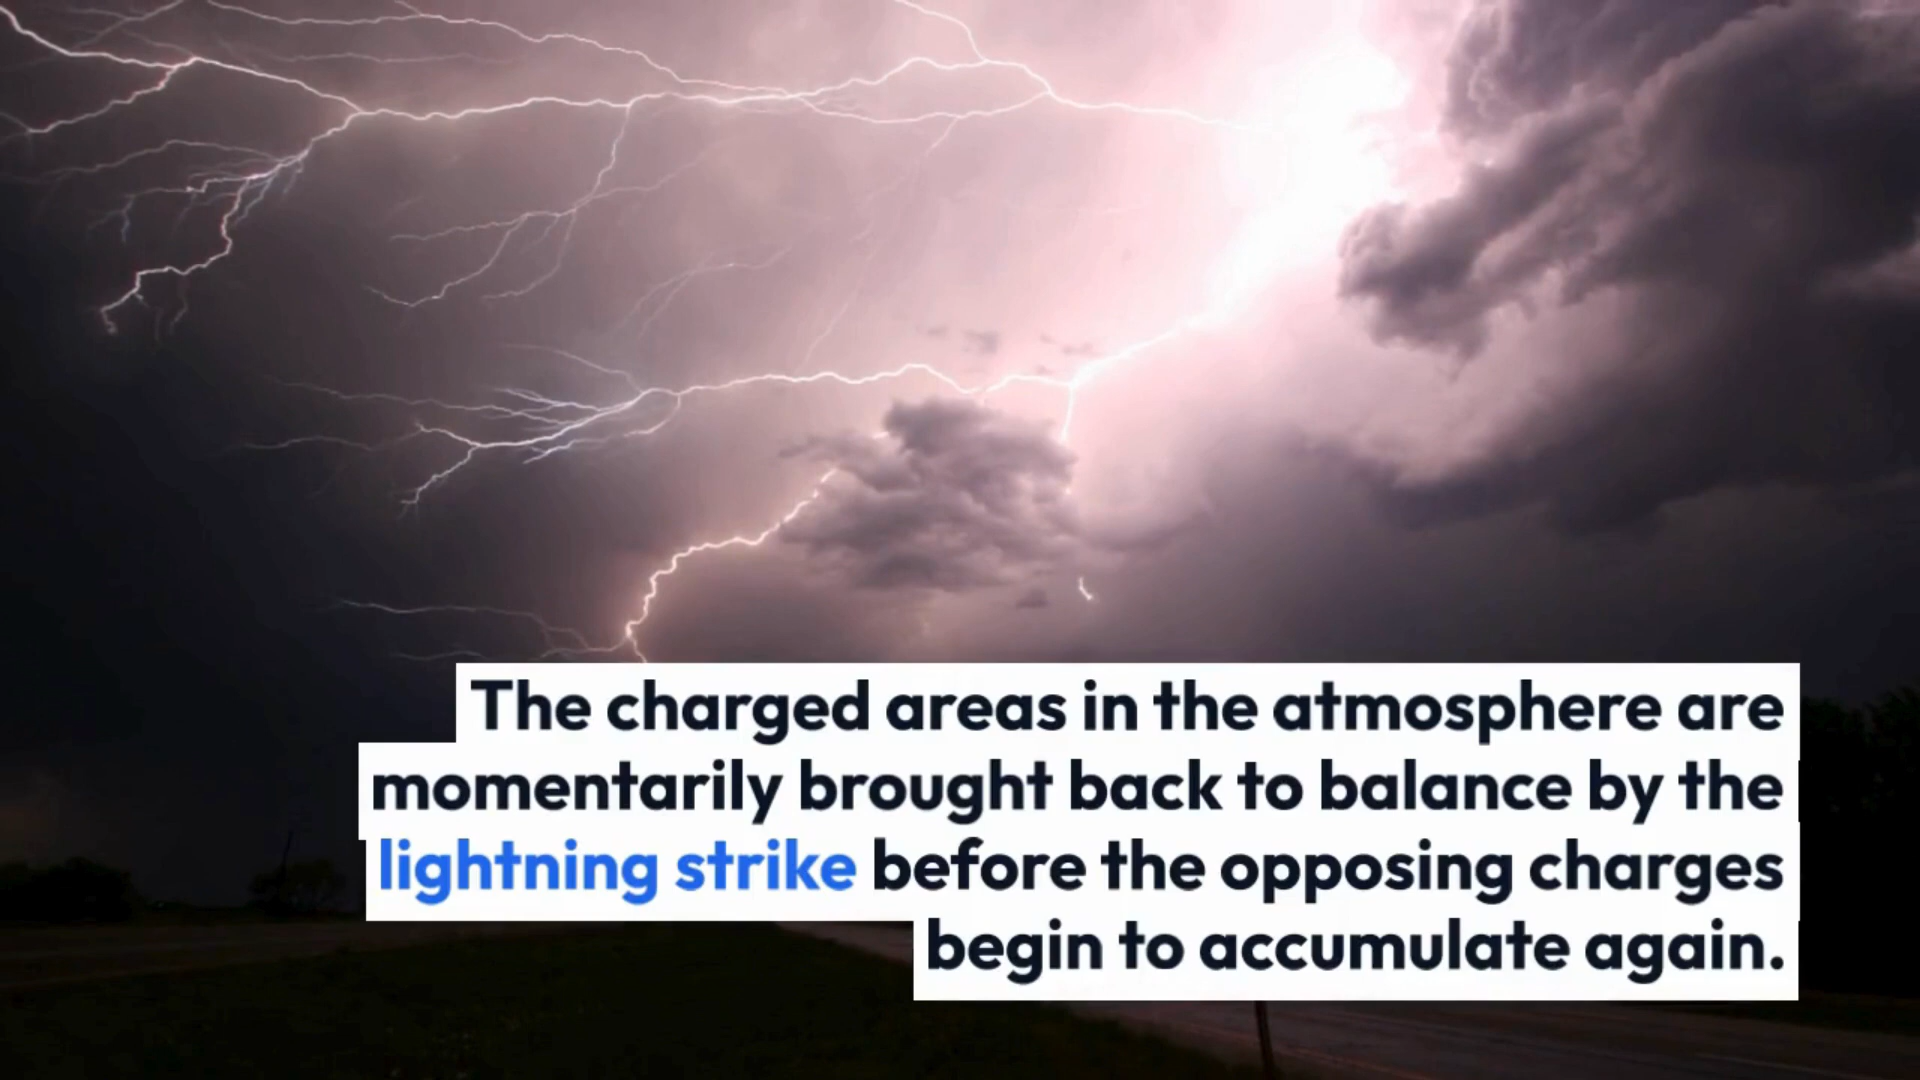 The charged areas in the atmosphere are
momentarily brought back to balance by the
lightning strike before the opposing charges
begin to accumulate again.